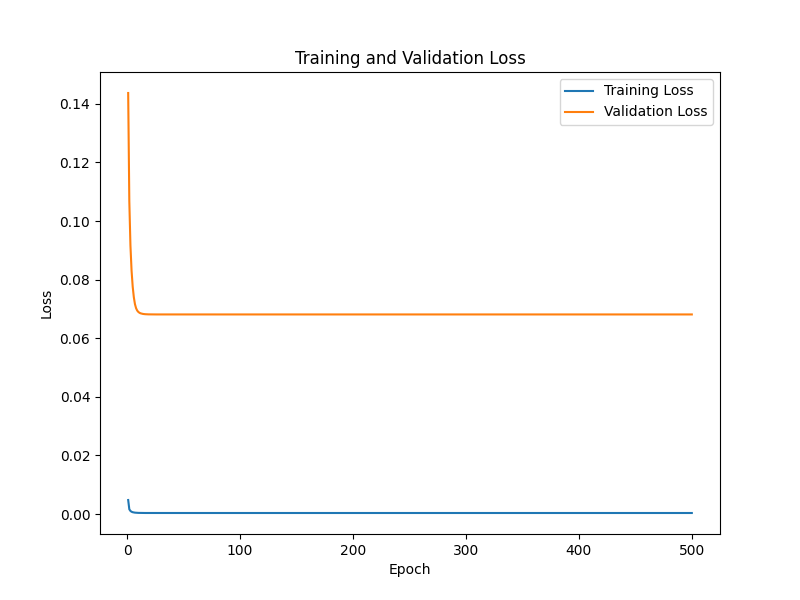 Training and Validation Loss
Training Loss
Validation Loss
0.14
0.12
0.10
0.08
0.06
0.04
0.02
0.00
Loss
0
100
200
300
400
500
Epoch